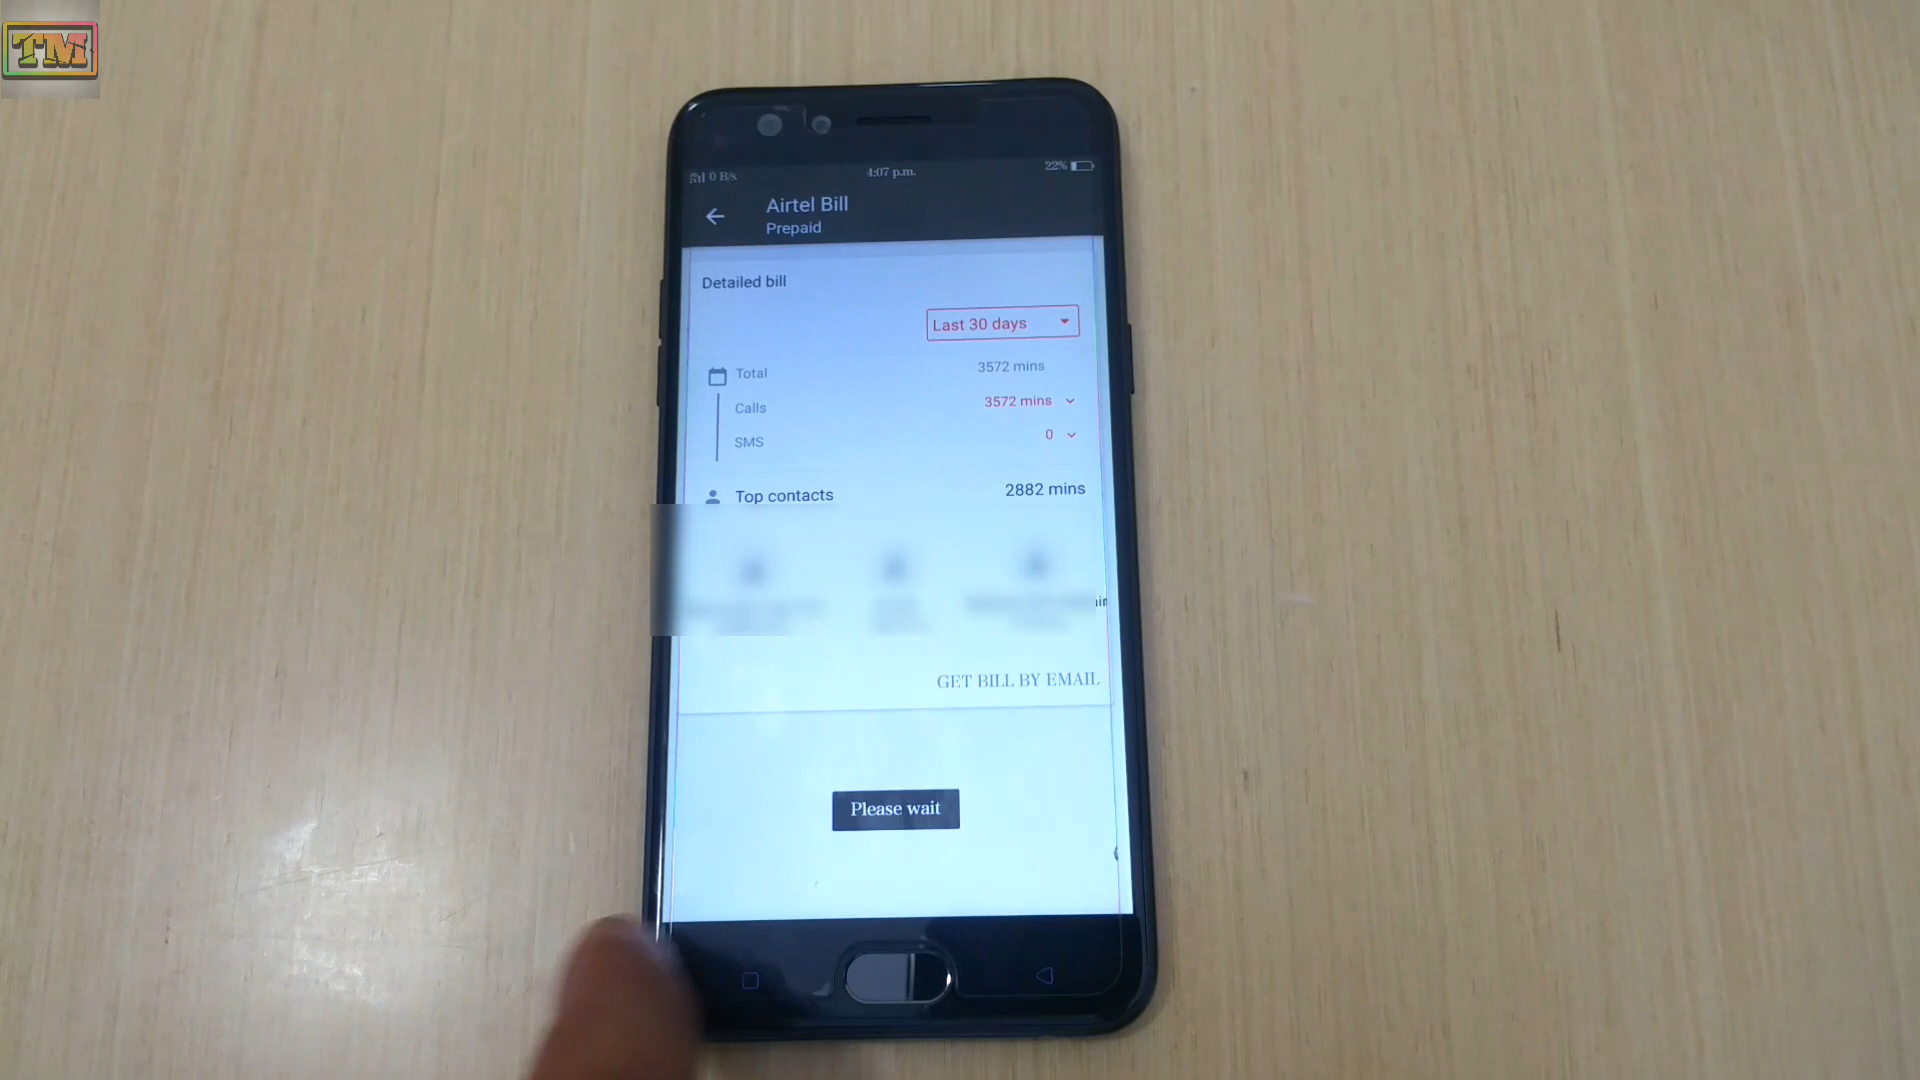 TM
0 B/s
4:07 p.m.
22%
Airtel Bill
Prepaid
Detailed bill
Last 30 days
Total 3572 mins
Calls 3572 mins
SMS 0
Top contacts 2882 mins
GET BILL BY EMAIL
Please wait